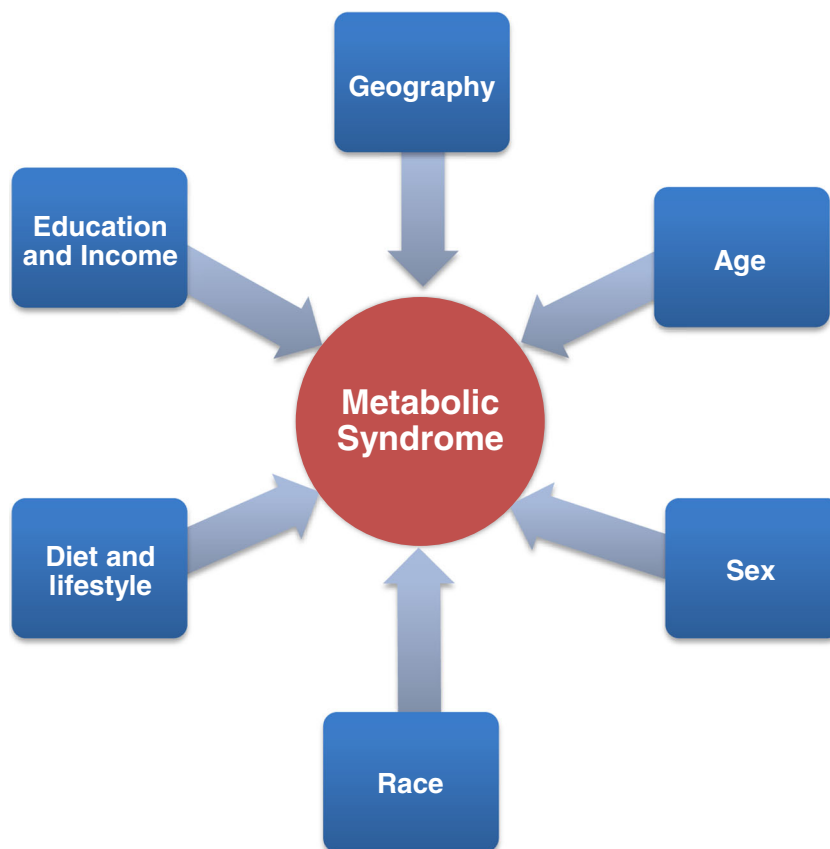 Geography
Education
and Income
Age
Metabolic
Syndrome
Diet and
lifestyle
Sex
Race